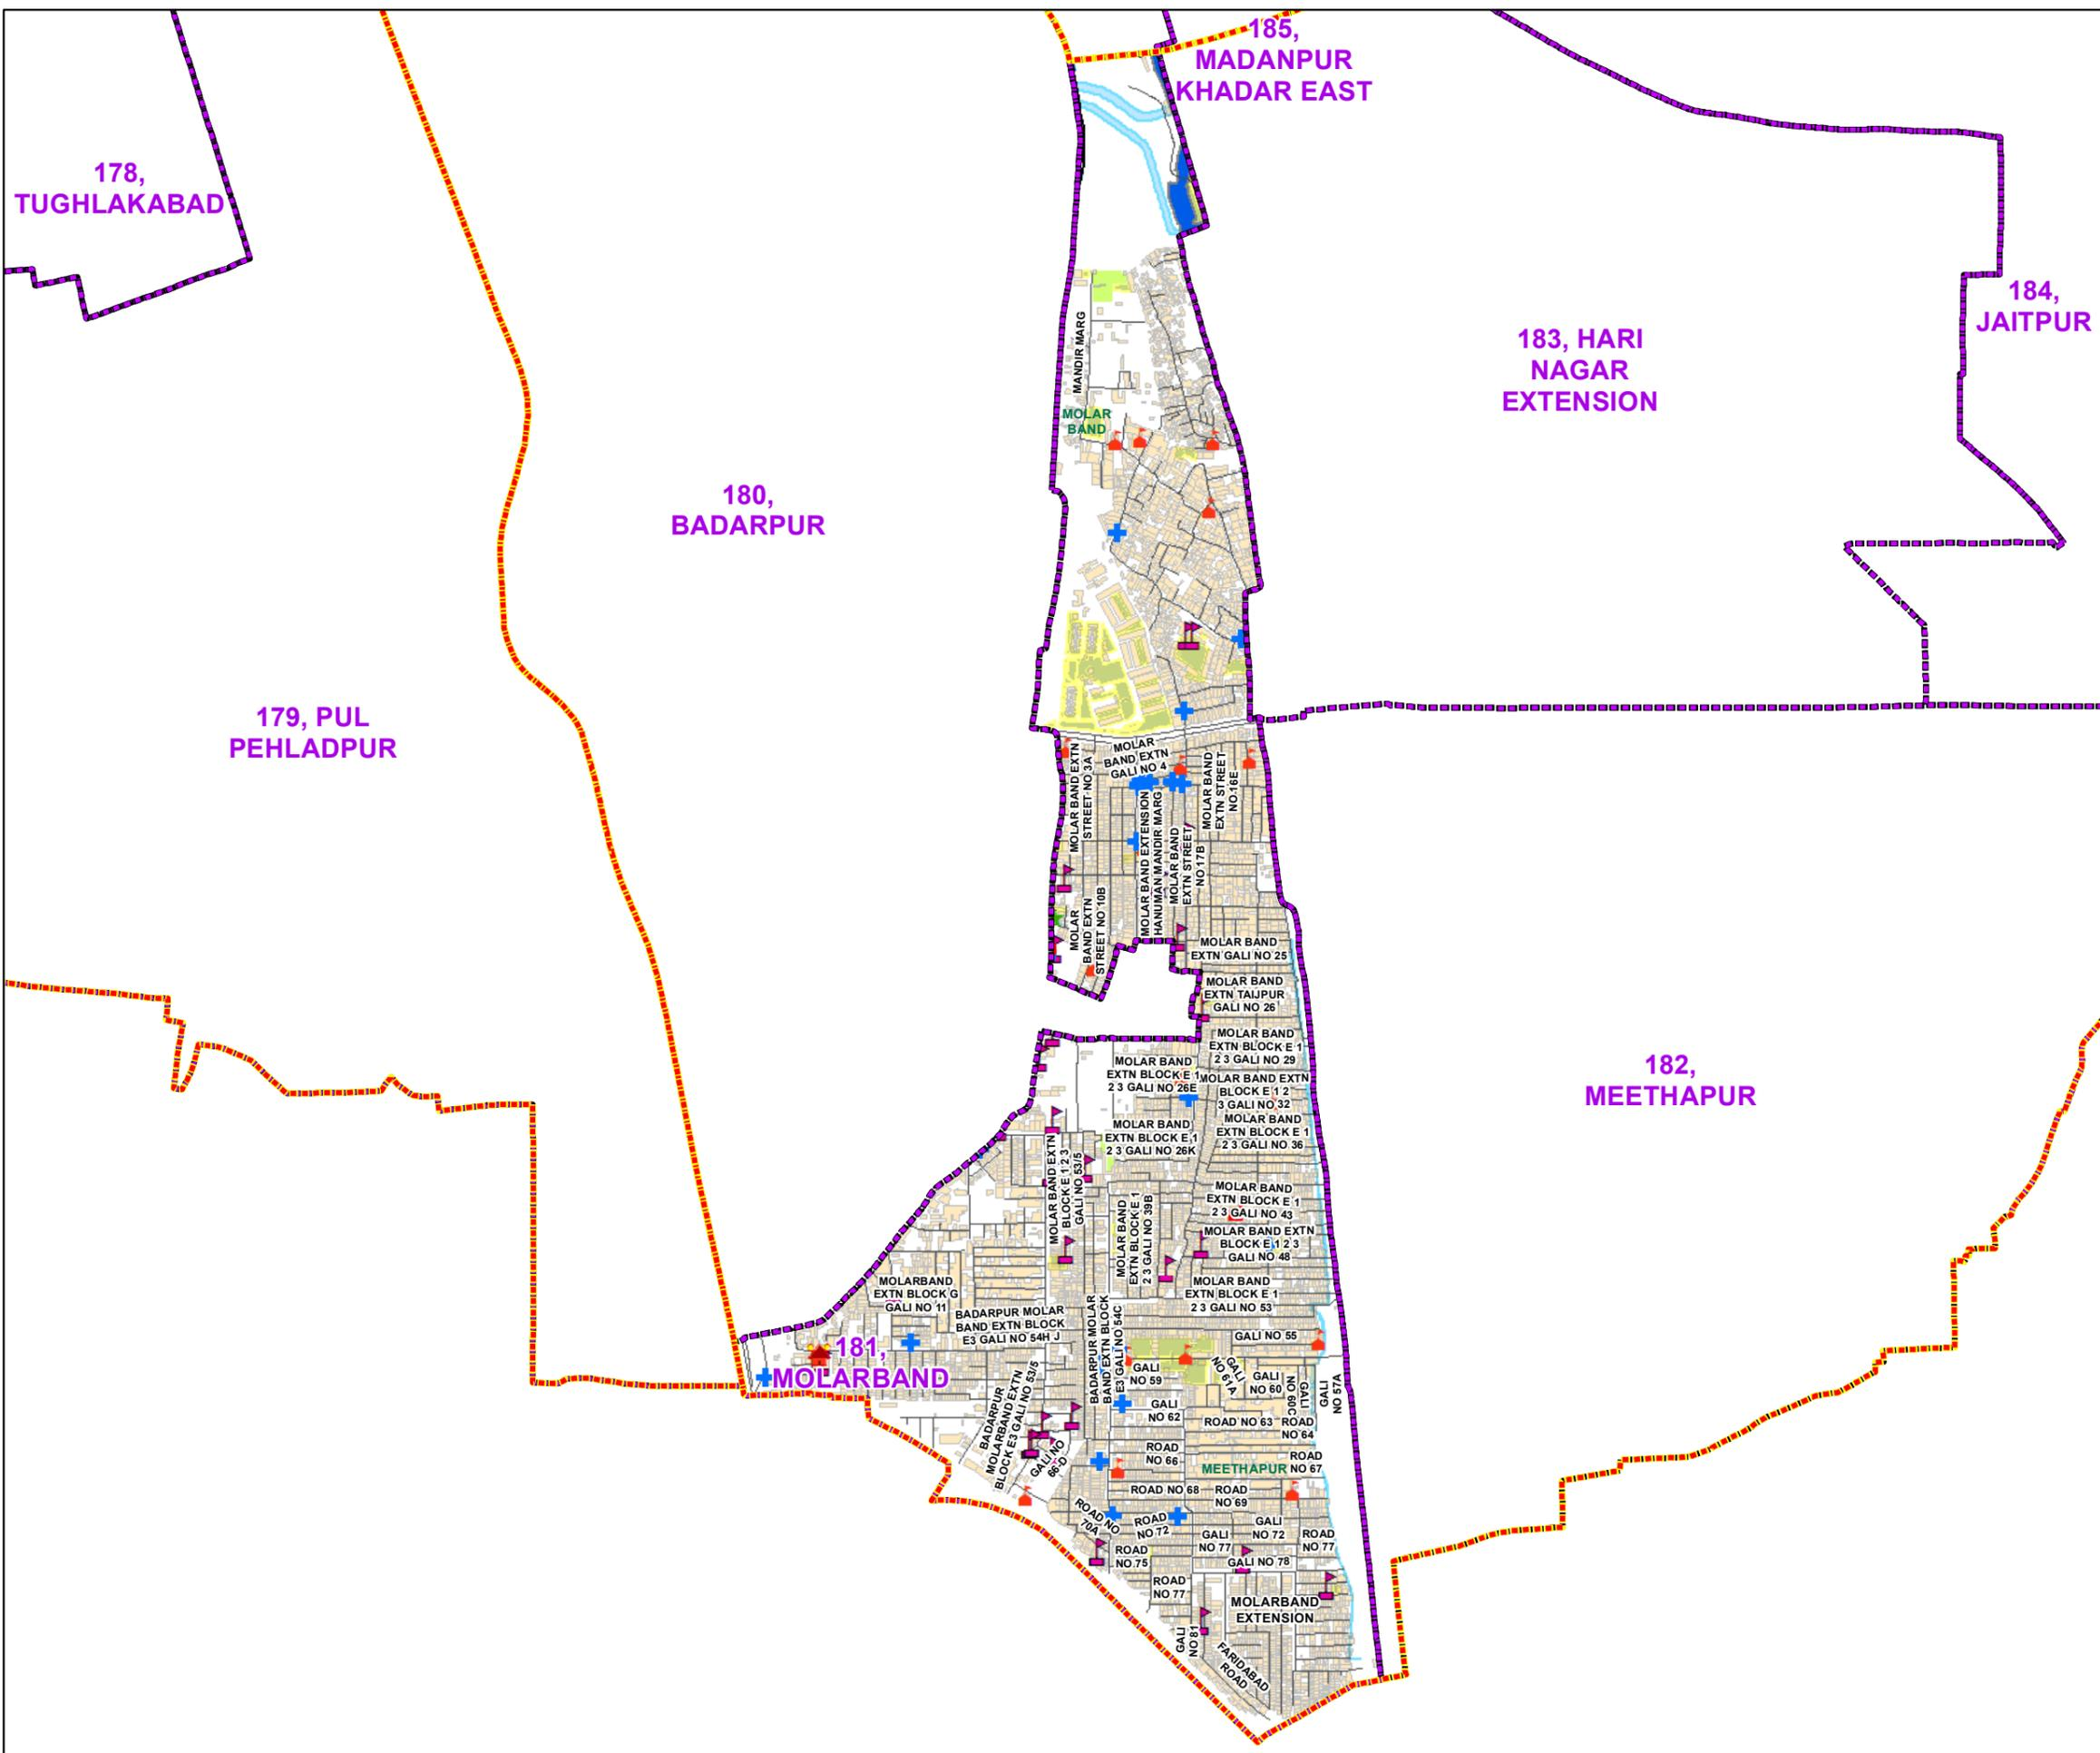 185,
MADANPUR
KHADAR EAST
178,
TUGHLAKABAD
184,
JAITPUR
183, HARI
NAGAR
EXTENSION
MANDIR MARG
MOLAR
BAND
180,
BADARPUR
179, PUL
PEHLADPUR
MOLAR BAND EXTN
STREET NO 3A
MOLAR
BAND EXTN
GALI NO 4
MOLAR BAND
EXTN STREET
NO.16E
MOLAR BAND EXTENSION
HANUMAN MANDIR MARG
MOLAR BAND
EXTN STREET
NO 17B
MOLAR
BAND EXTN
STREET NO 10B
MOLAR BAND
EXTN GALI NO 25
MOLAR BAND
EXTN TAIJPUR
GALI NO 26
MOLAR BAND
EXTN BLOCK E 1
2 3 GALI NO 29
MOLAR BAND
EXTN BLOCK E 1
2 3 GALI NO 26E
MOLAR BAND EXTN
BLOCK E 1 2
3 GALI NO 32
182,
MEETHAPUR
MOLAR BAND
EXTN BLOCK E 1
2 3 GALI NO 36
MOLAR BAND
EXTN BLOCK E 1
2 3 GALI NO 26K
MOLAR BAND EXTN
BLOCK E 1 2 3
GALI NO 53/5
MOLAR BAND
EXTN BLOCK E 1
2 3 GALI NO 39B
MOLAR BAND
EXTN BLOCK E 1
2 3 GALI NO 43
MOLAR BAND EXTN
BLOCK E 1 2 3
GALI NO 48
MOLARBAND
EXTN BLOCK G
GALI NO 11
MOLAR BAND
EXTN BLOCK E 1
2 3 GALI NO 53
BADARPUR MOLAR
BAND EXTN BLOCK
E3 GALI NO 54H J
BADARPUR MOLAR
BAND EXTN BLOCK
E3 GALI NO 54C
GALI NO 55
181,
MOLARBAND
GALI
NO 59
GALI
NO 61A
GALI
NO 60
GALI
NO 60C
GALI
NO 57A
BADARPUR
MOLARBAND EXTN
BLOCK E3 GALI NO 53/5
GALI
NO 62
ROAD NO 63
ROAD
NO 64
GALI NO
66-D
ROAD
NO 66
MEETHAPUR
ROAD
NO 67
ROAD NO 68
ROAD
NO 69
ROAD NO
70A
ROAD
NO 72
GALI
NO 77
GALI
NO 72
ROAD
NO 77
ROAD
NO 75
GALI NO 78
ROAD
NO 77
MOLARBAND
EXTENSION
GALI
NO 81
FARIDABAD
ROAD